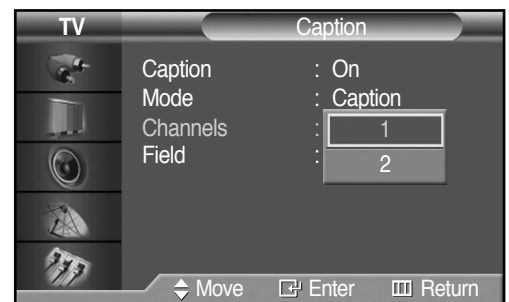 TV Caption
Caption : On
Mode : Caption
Channels : 1
Field : 2
Move Enter Return